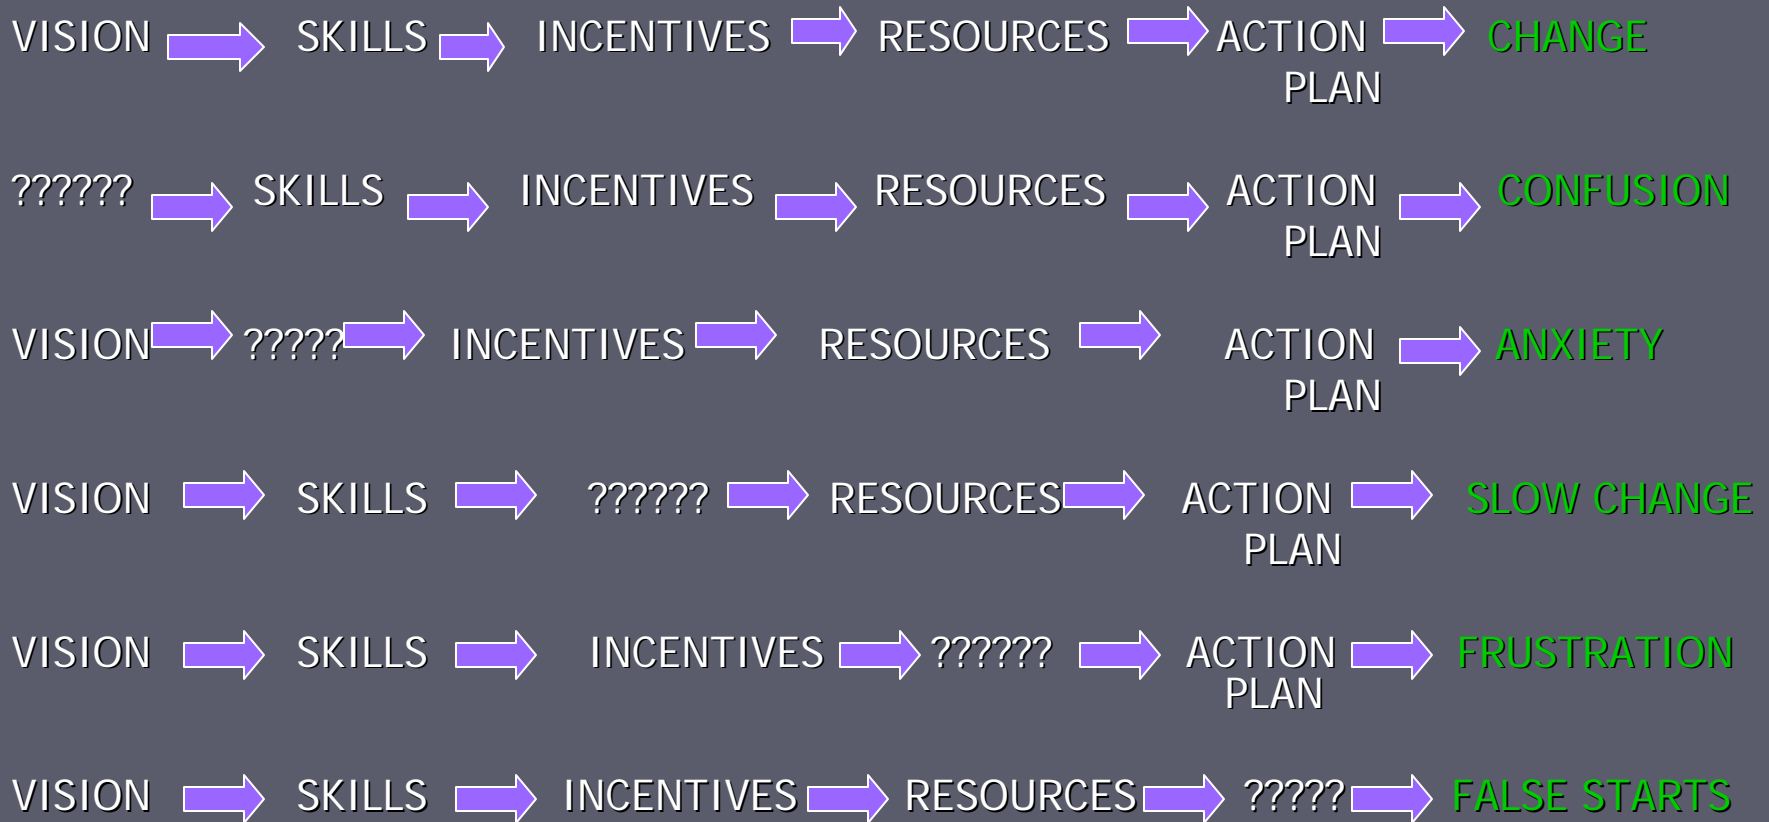 VISION SKILLS INCENTIVES RESOURCES ACTION CHANGE
PLAN
?????? SKILLS INCENTIVES RESOURCES ACTION CONFUSION
PLAN
VISION ????? INCENTIVES RESOURCES ACTION ANXIETY
PLAN
VISION SKILLS ?????? RESOURCES ACTION SLOW CHANGE
PLAN
VISION SKILLS INCENTIVES ?????? ACTION FRUSTRATION
PLAN
VISION SKILLS INCENTIVES RESOURCES ????? FALSE STARTS